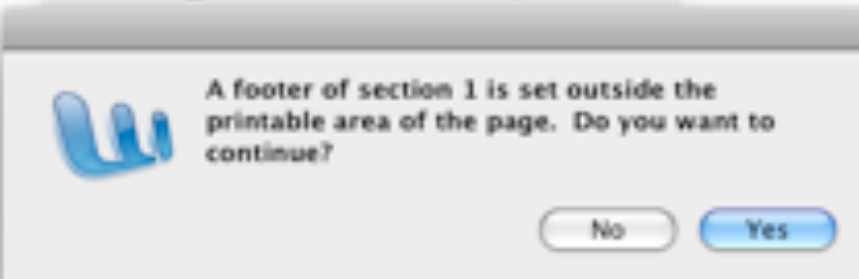 A footer of section 1 is set outside the
printable area of the page.  Do you want to
continue?
No
Yes